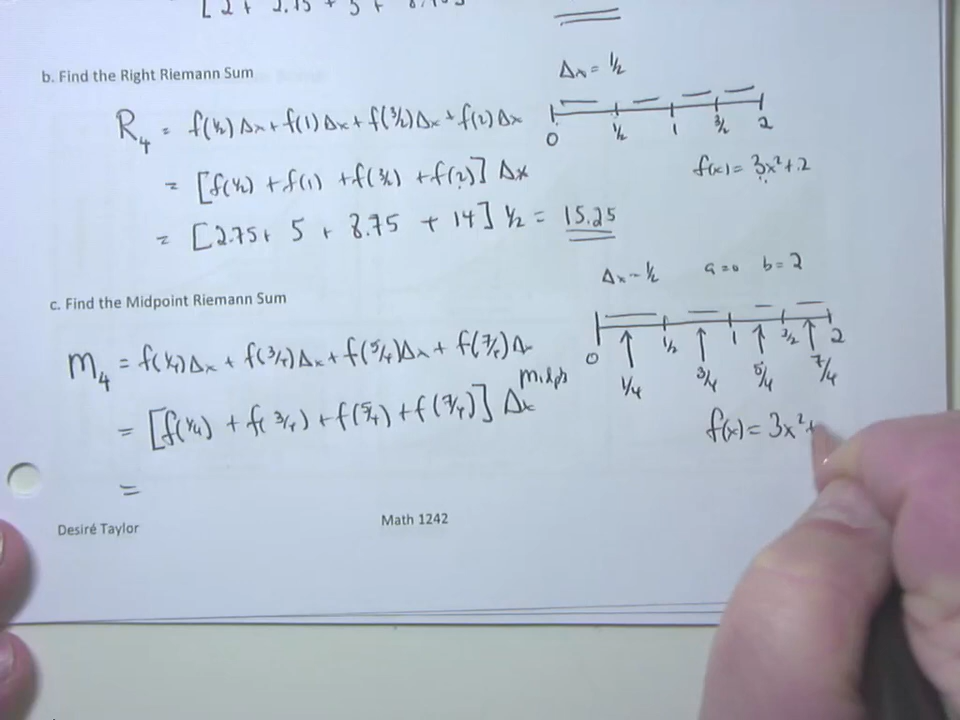 [2 + 2.75 + 5 +
b. Find the Right Riemann Sum
Δx = 1/2
R₄ = f(1/2) Δx + f(1) Δx + f(3/2) Δx + f(2) Δx
0 1/2 1 3/2 2
= [f(1/2) + f(1) + f(3/2) + f(2)] Δx
f(x) = 3x² + 2
= [2.75 + 5 + 8.75 + 14] 1/2 = 15.25
Δx = 1/2 a=0 b=2
c. Find the Midpoint Riemann Sum
M₄ = f(1/4) Δx + f(3/4) Δx + f(5/4) Δx + f(7/4) Δx
0 1/2 1 3/2 2
1/4 3/4 5/4 7/4
= [f(1/4) + f(3/4) + f(5/4) + f(7/4)] Δx
f(x) = 3x² +
=
Desiré Taylor Math 1242